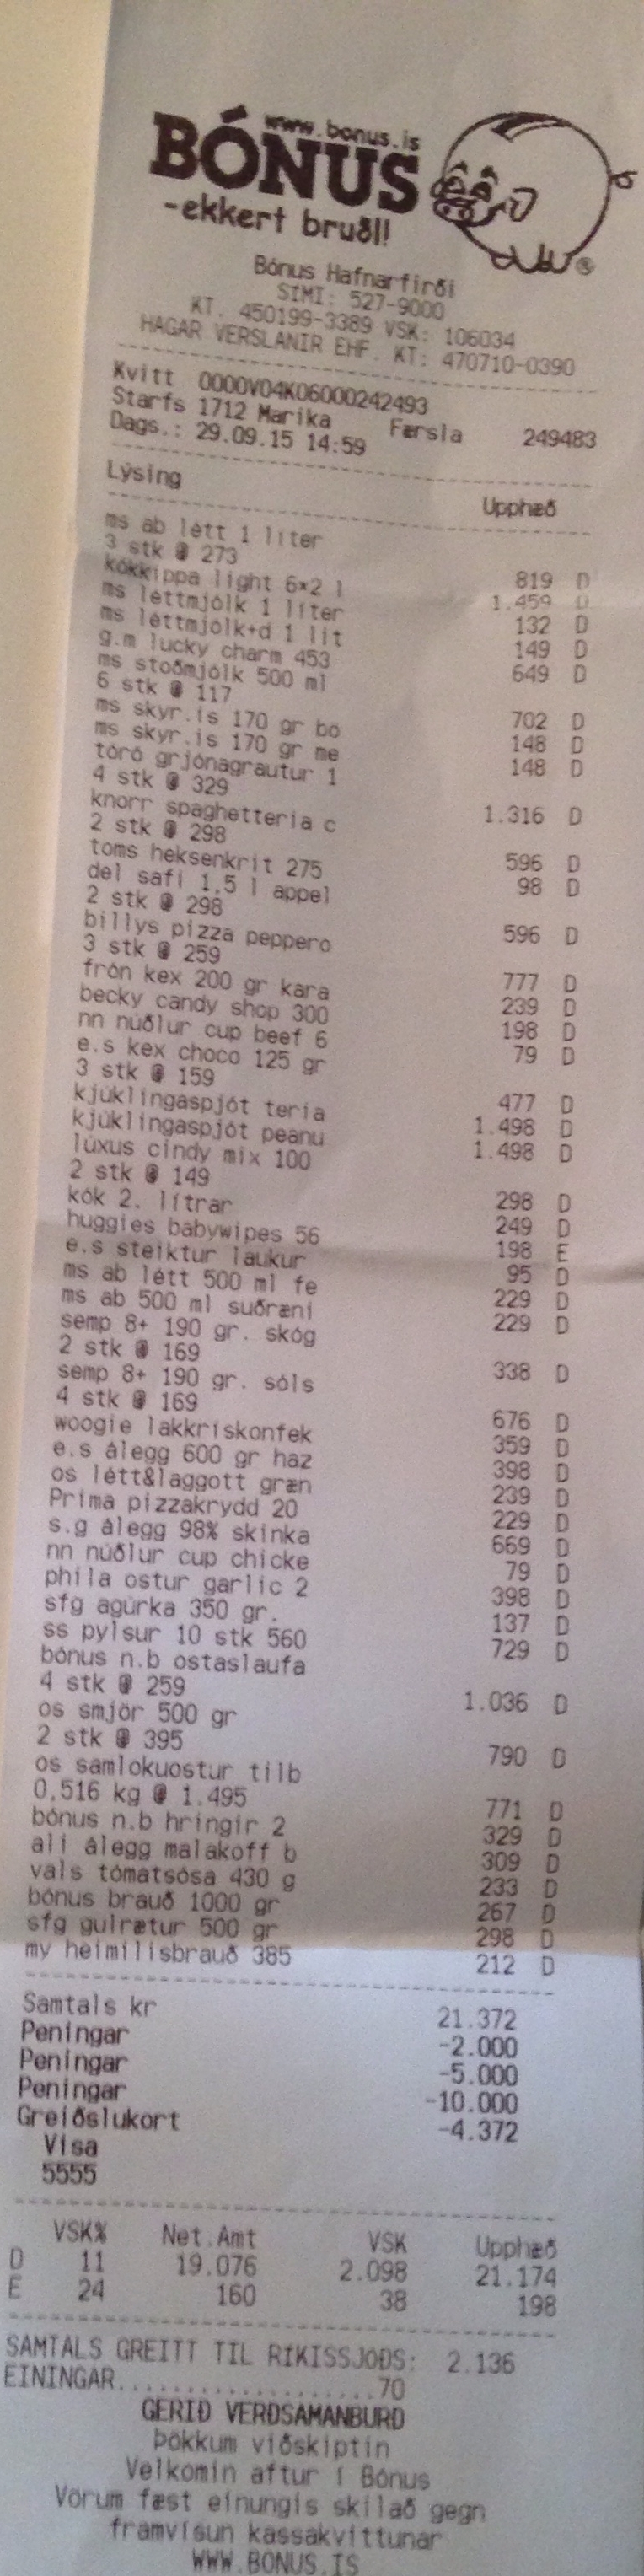 www.bonus.is
BÓNUS
-ekkert bruðl!
Bónus Hafnarfirði
SÍMI: 527-9000
KT. 450199-3389 VSK: 106034
HAGAR VERSLANIR EHF. KT: 470710-0390
Kvitt 0000V04K06000242493
Starfs 1712 Marika Færsla 249483
Dags.: 29.09.15 14:59
Lýsing Upphæð
ms ab létt 1 líter
3 stk @ 273 819 D
kókkippa light 6*2 l 1.459 D
ms léttmjólk 1 líter 132 D
ms léttmjólk+d 1 lít 149 D
g.m lucky charm 453 649 D
ms stoðmjólk 500 ml
6 stk @ 117 702 D
ms skyr.is 170 gr bö 148 D
ms skyr.is 170 gr me 148 D
töró grjónagrautur 1
4 stk @ 329 1.316 D
knorr spaghetteria c
2 stk @ 298 596 D
toms heksenkrit 275 98 D
del safi 1,5 l appel
2 stk @ 298 596 D
billys pizza peppero
3 stk @ 259 777 D
frón kex 200 gr kara 239 D
becky candy shop 300 198 D
nn núðlur cup beef 6 79 D
e.s kex choco 125 gr
3 stk @ 159 477 D
kjúklingaspjót teria 1.498 D
kjúklingaspjót peanu 1.498 D
lúxus cindy mix 100
2 stk @ 149 298 D
kók 2. lítrar 249 D
huggies babywipes 56 198 E
e.s steiktur laukur 95 D
ms ab létt 500 ml fe 229 D
ms ab 500 ml suðræni 229 D
semp 8+ 190 gr. skóg
2 stk @ 169 338 D
semp 8+ 190 gr. sóls
4 stk @ 169 676 D
woogie lakkrískonfek 359 D
e.s álegg 600 gr haz 398 D
os létt&laggott græn 239 D
Prima pizzakrydd 20 229 D
s.g álegg 98% skinka 669 D
nn núðlur cup chicke 79 D
phila ostur garlic 2 398 D
sfg agúrka 350 gr. 137 D
ss pylsur 10 stk 560 729 D
bónus n.b ostaslaufa
4 stk @ 259 1.036 D
os smjör 500 gr
2 stk @ 395 790 D
os samlokuostur tilb
0,516 kg @ 1.495 771 D
bónus n.b hringir 2 329 D
ali álegg malakoff b 309 D
vals tómatsósa 430 g 233 D
bónus brauð 1000 gr 267 D
sfg gulrætur 500 gr 298 D
my heimilisbrauð 385 212 D
Samtals kr 21.372
Peningar -2.000
Peningar -5.000
Peningar -10.000
Greiðslukort -4.372
Visa
5555
VSK% Net.Amt VSK Upphæð
D 11 19.076 2.098 21.174
E 24 160 38 198
SAMTALS GREITT TIL RÍKISSJÓÐS: 2.136
EININGAR...................70
GERIÐ VERÐSAMANBURÐ
Þökkum viðskiptin
Velkomin aftur í Bónus
Vörum fæst einungis skilað gegn
framvísun kassakvittunar
WWW.BONUS.IS